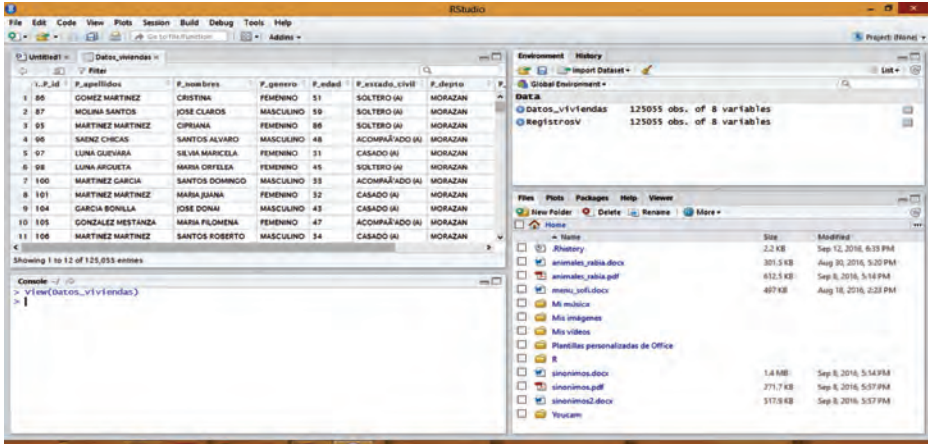 RStudio
File Edit Code View Plots Session Build Debug Tools Help
Go to file/function Addins
Project: (None)
Untitled1 Datos_viviendas
Filter
ï..P_id P_apellidos P_nombres P_genero P_edad P_estado_civil P_depto P_
1 86 GOMEZ MARTINEZ CRISTINA FEMENINO 51 SOLTERO (A) MORAZAN
2 87 MOLINA SANTOS JOSE CLAROS MASCULINO 59 SOLTERO (A) MORAZAN
3 95 MARTINEZ MARTINEZ CIPRIANA FEMENINO 86 SOLTERO (A) MORAZAN
4 96 SAENZ CHICAS SANTOS ALVARO MASCULINO 48 ACOMPAÃ‘ADO (A) MORAZAN
5 97 LUNA GUEVARA SILVIA MARICELA FEMENINO 31 CASADO (A) MORAZAN
6 98 LUNA ARGUETA MARIA ORFELEA FEMENINO 45 SOLTERO (A) MORAZAN
7 100 MARTINEZ GARCIA SANTOS DOMINGO MASCULINO 33 ACOMPAÃ‘ADO (A) MORAZAN
8 101 MARTINEZ MARTINEZ MARIA JUANA FEMENINO 32 CASADO (A) MORAZAN
9 104 GARCIA BONILLA JOSE DONAI MASCULINO 43 CASADO (A) MORAZAN
10 105 GONZALEZ MESTANZA MARIA FILOMENA FEMENINO 47 ACOMPAÃ‘ADO (A) MORAZAN
11 106 MARTINEZ MARTINEZ SANTOS ROBERTO MASCULINO 34 CASADO (A) MORAZAN
Showing 1 to 12 of 125,055 entries
Console ~/
> View(Datos_viviendas)
>
Environment History
Import Dataset List
Global Environment
Data
Datos_viviendas 125055 obs. of 8 variables
RegistrosV 125055 obs. of 8 variables
Files Plots Packages Help Viewer
New Folder Delete Rename More
Home
Name Size Modified
.Rhistory 2.2 KB Sep 12, 2016, 6:35 PM
animales_rabia.docx 301.5 KB Aug 30, 2016, 5:20 PM
animales_rabia.pdf 612.5 KB Sep 8, 2016, 5:14 PM
menu_sofi.docx 497 KB Aug 18, 2016, 2:23 PM
Mi música
Mis imágenes
Mis vídeos
Plantillas personalizadas de Office
R
sinonimos.docx 1.4 MB Sep 8, 2016, 5:14 PM
sinonimos.pdf 271.7 KB Sep 8, 2016, 5:57 PM
sinonimos2.docx 517.9 KB Sep 8, 2016, 5:57 PM
Youcam